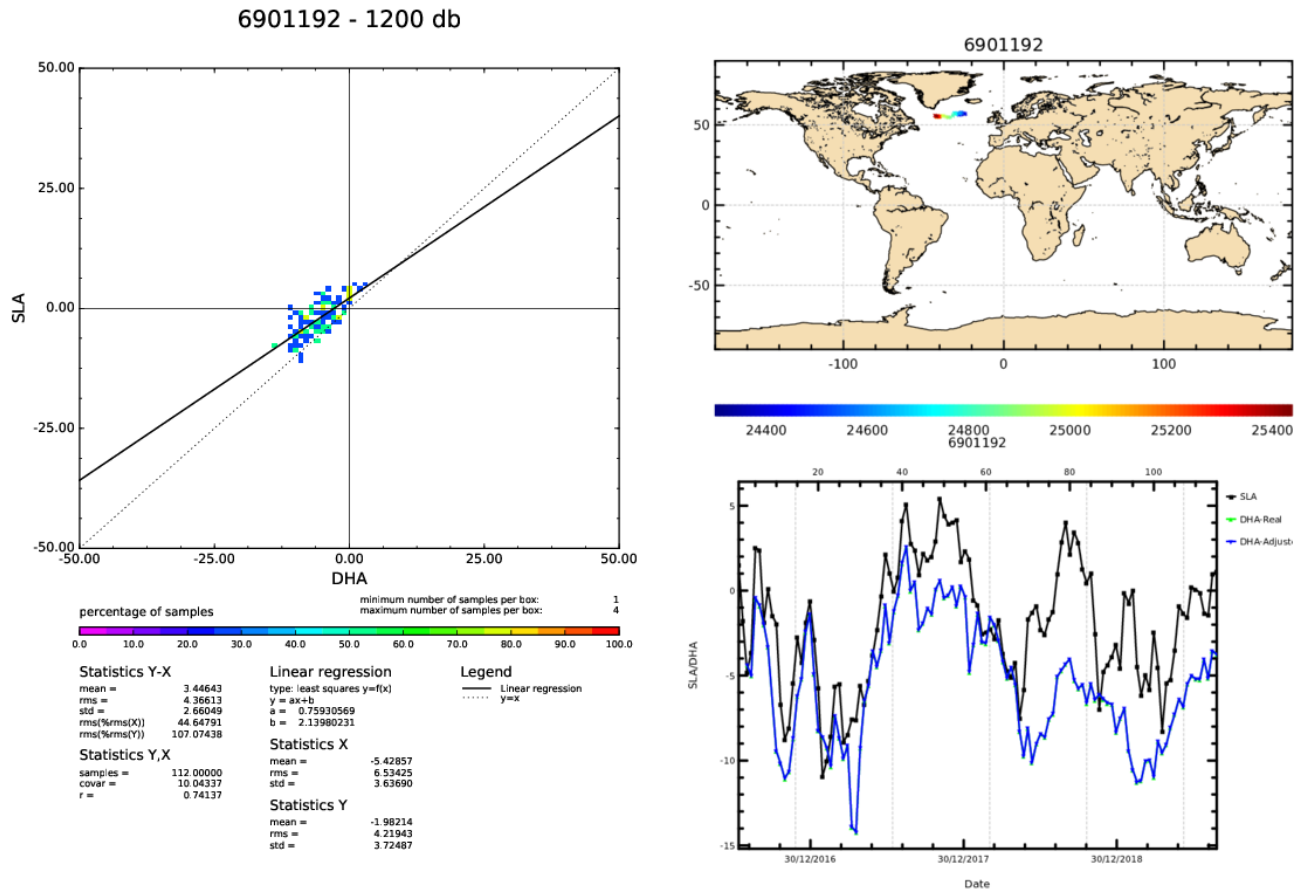 6901192 - 1200 db
50.00
25.00
0.00
-25.00
-50.00
SLA
-50.00 -25.00 0.00 25.00 50.00
DHA
minimum number of samples per box: 1
maximum number of samples per box: 4
percentage of samples
0.0 10.0 20.0 30.0 40.0 50.0 60.0 70.0 80.0 90.0 100.0
Statistics Y-X
mean = 3.44643
rms = 4.36613
std = 2.66049
rms(%rms(X)) 44.64791
rms(%rms(Y)) 107.07438
Statistics Y,X
samples = 112.00000
covar = 10.04337
r = 0.74137
Linear regression
type: least squares y=f(x)
y = ax+b
a = 0.75930569
b = 2.13980231
Statistics X
mean = -5.42857
rms = 6.53425
std = 3.63690
Statistics Y
mean = -1.98214
rms = 4.21943
std = 3.72487
Legend
Linear regression
y=x
6901192
50
0
-50
-100 0 100
24400 24600 24800 25000 25200 25400
6901192
20 40 60 80 100
5
0
-5
-10
-15
SLA/DHA
30/12/2016 30/12/2017 30/12/2018
Date
SLA
DHA-Real
DHA-Adjust